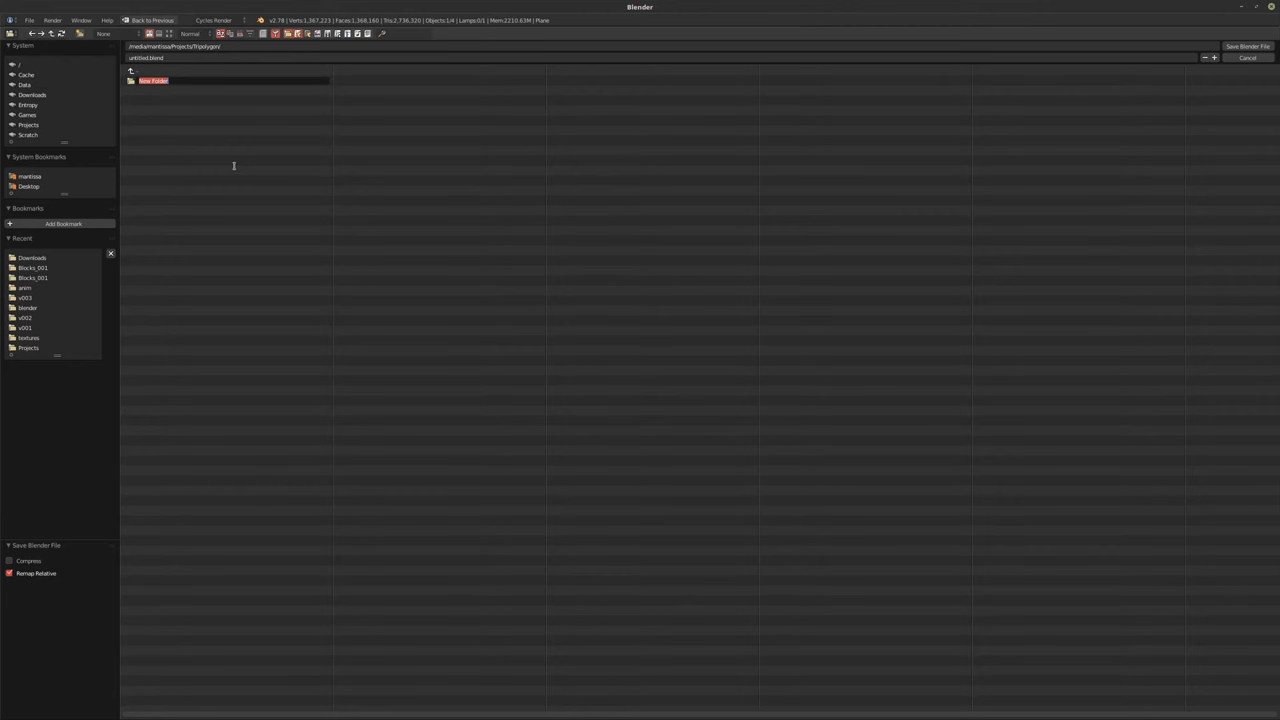 Blender
File Render Window Help Back to Previous Cycles Render v2.78 | Verts:1,367,223 | Faces:1,368,160 | Tris:2,736,320 | Objects:1/4 | Lamps:0/1 | Mem:2210.63M | Plane
None Normal
System
/media/mantissa/Projects/Tripolygon/ Save Blender File
untitled.blend Cancel
/
Cache
Data
Downloads
Entropy
Games
Projects
Scratch
New Folder
System Bookmarks
mantissa
Desktop
Bookmarks
Add Bookmark
Recent
Downloads
Blocks_001
Blocks_001
anim
v003
blender
v002
v001
textures
Projects
Save Blender File
Compress
Remap Relative